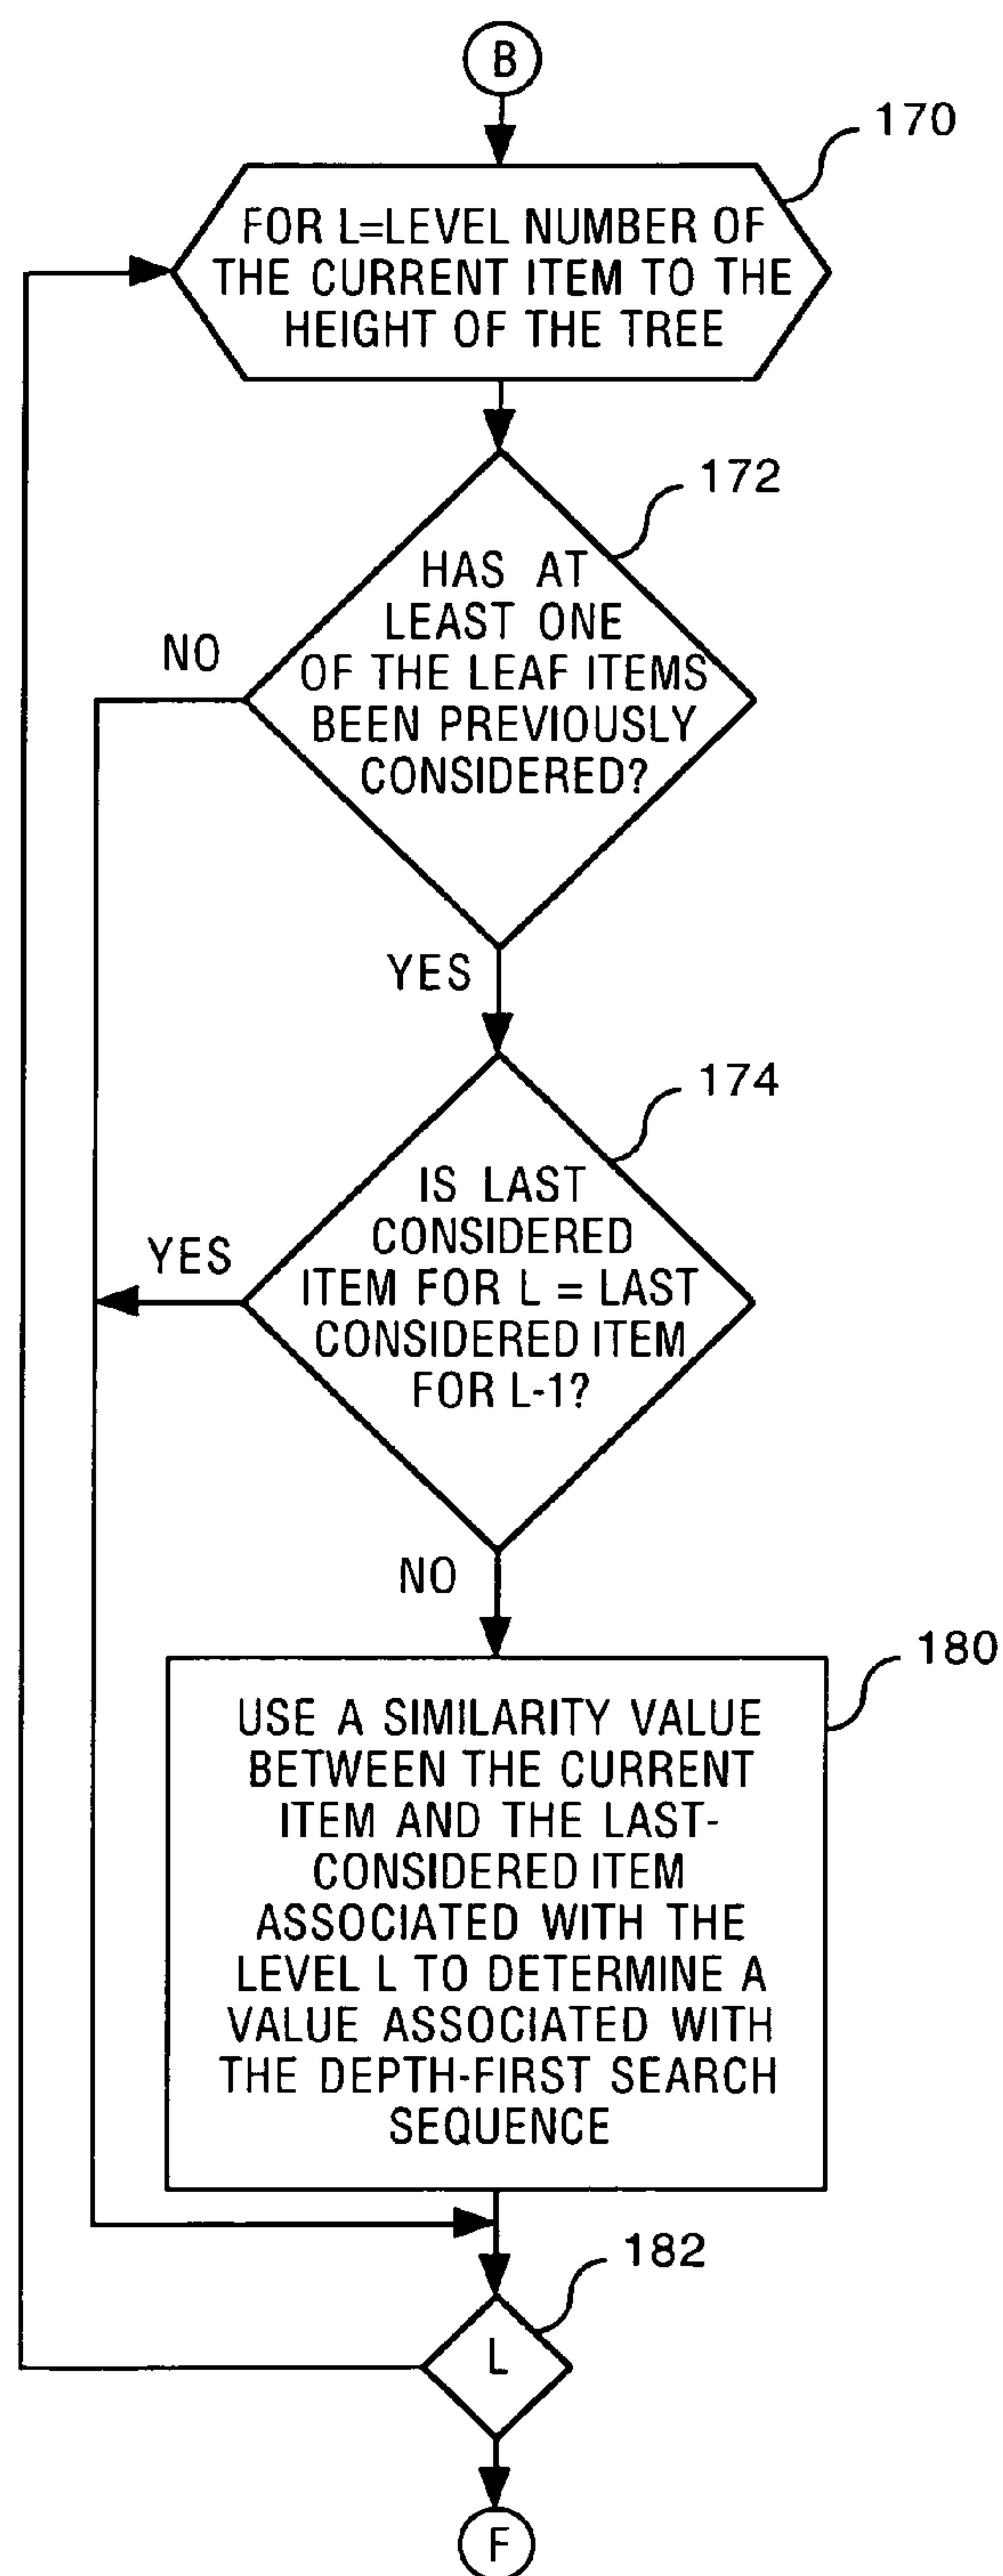 B
170
FOR L=LEVEL NUMBER OF
THE CURRENT ITEM TO THE
HEIGHT OF THE TREE
172
HAS AT
LEAST ONE
OF THE LEAF ITEMS
BEEN PREVIOUSLY
CONSIDERED?
NO
YES
174
IS LAST
CONSIDERED
ITEM FOR L = LAST
CONSIDERED ITEM
FOR L-1?
YES
NO
180
USE A SIMILARITY VALUE
BETWEEN THE CURRENT
ITEM AND THE LAST-
CONSIDERED ITEM
ASSOCIATED WITH THE
LEVEL L TO DETERMINE A
VALUE ASSOCIATED WITH
THE DEPTH-FIRST SEARCH
SEQUENCE
182
L
F